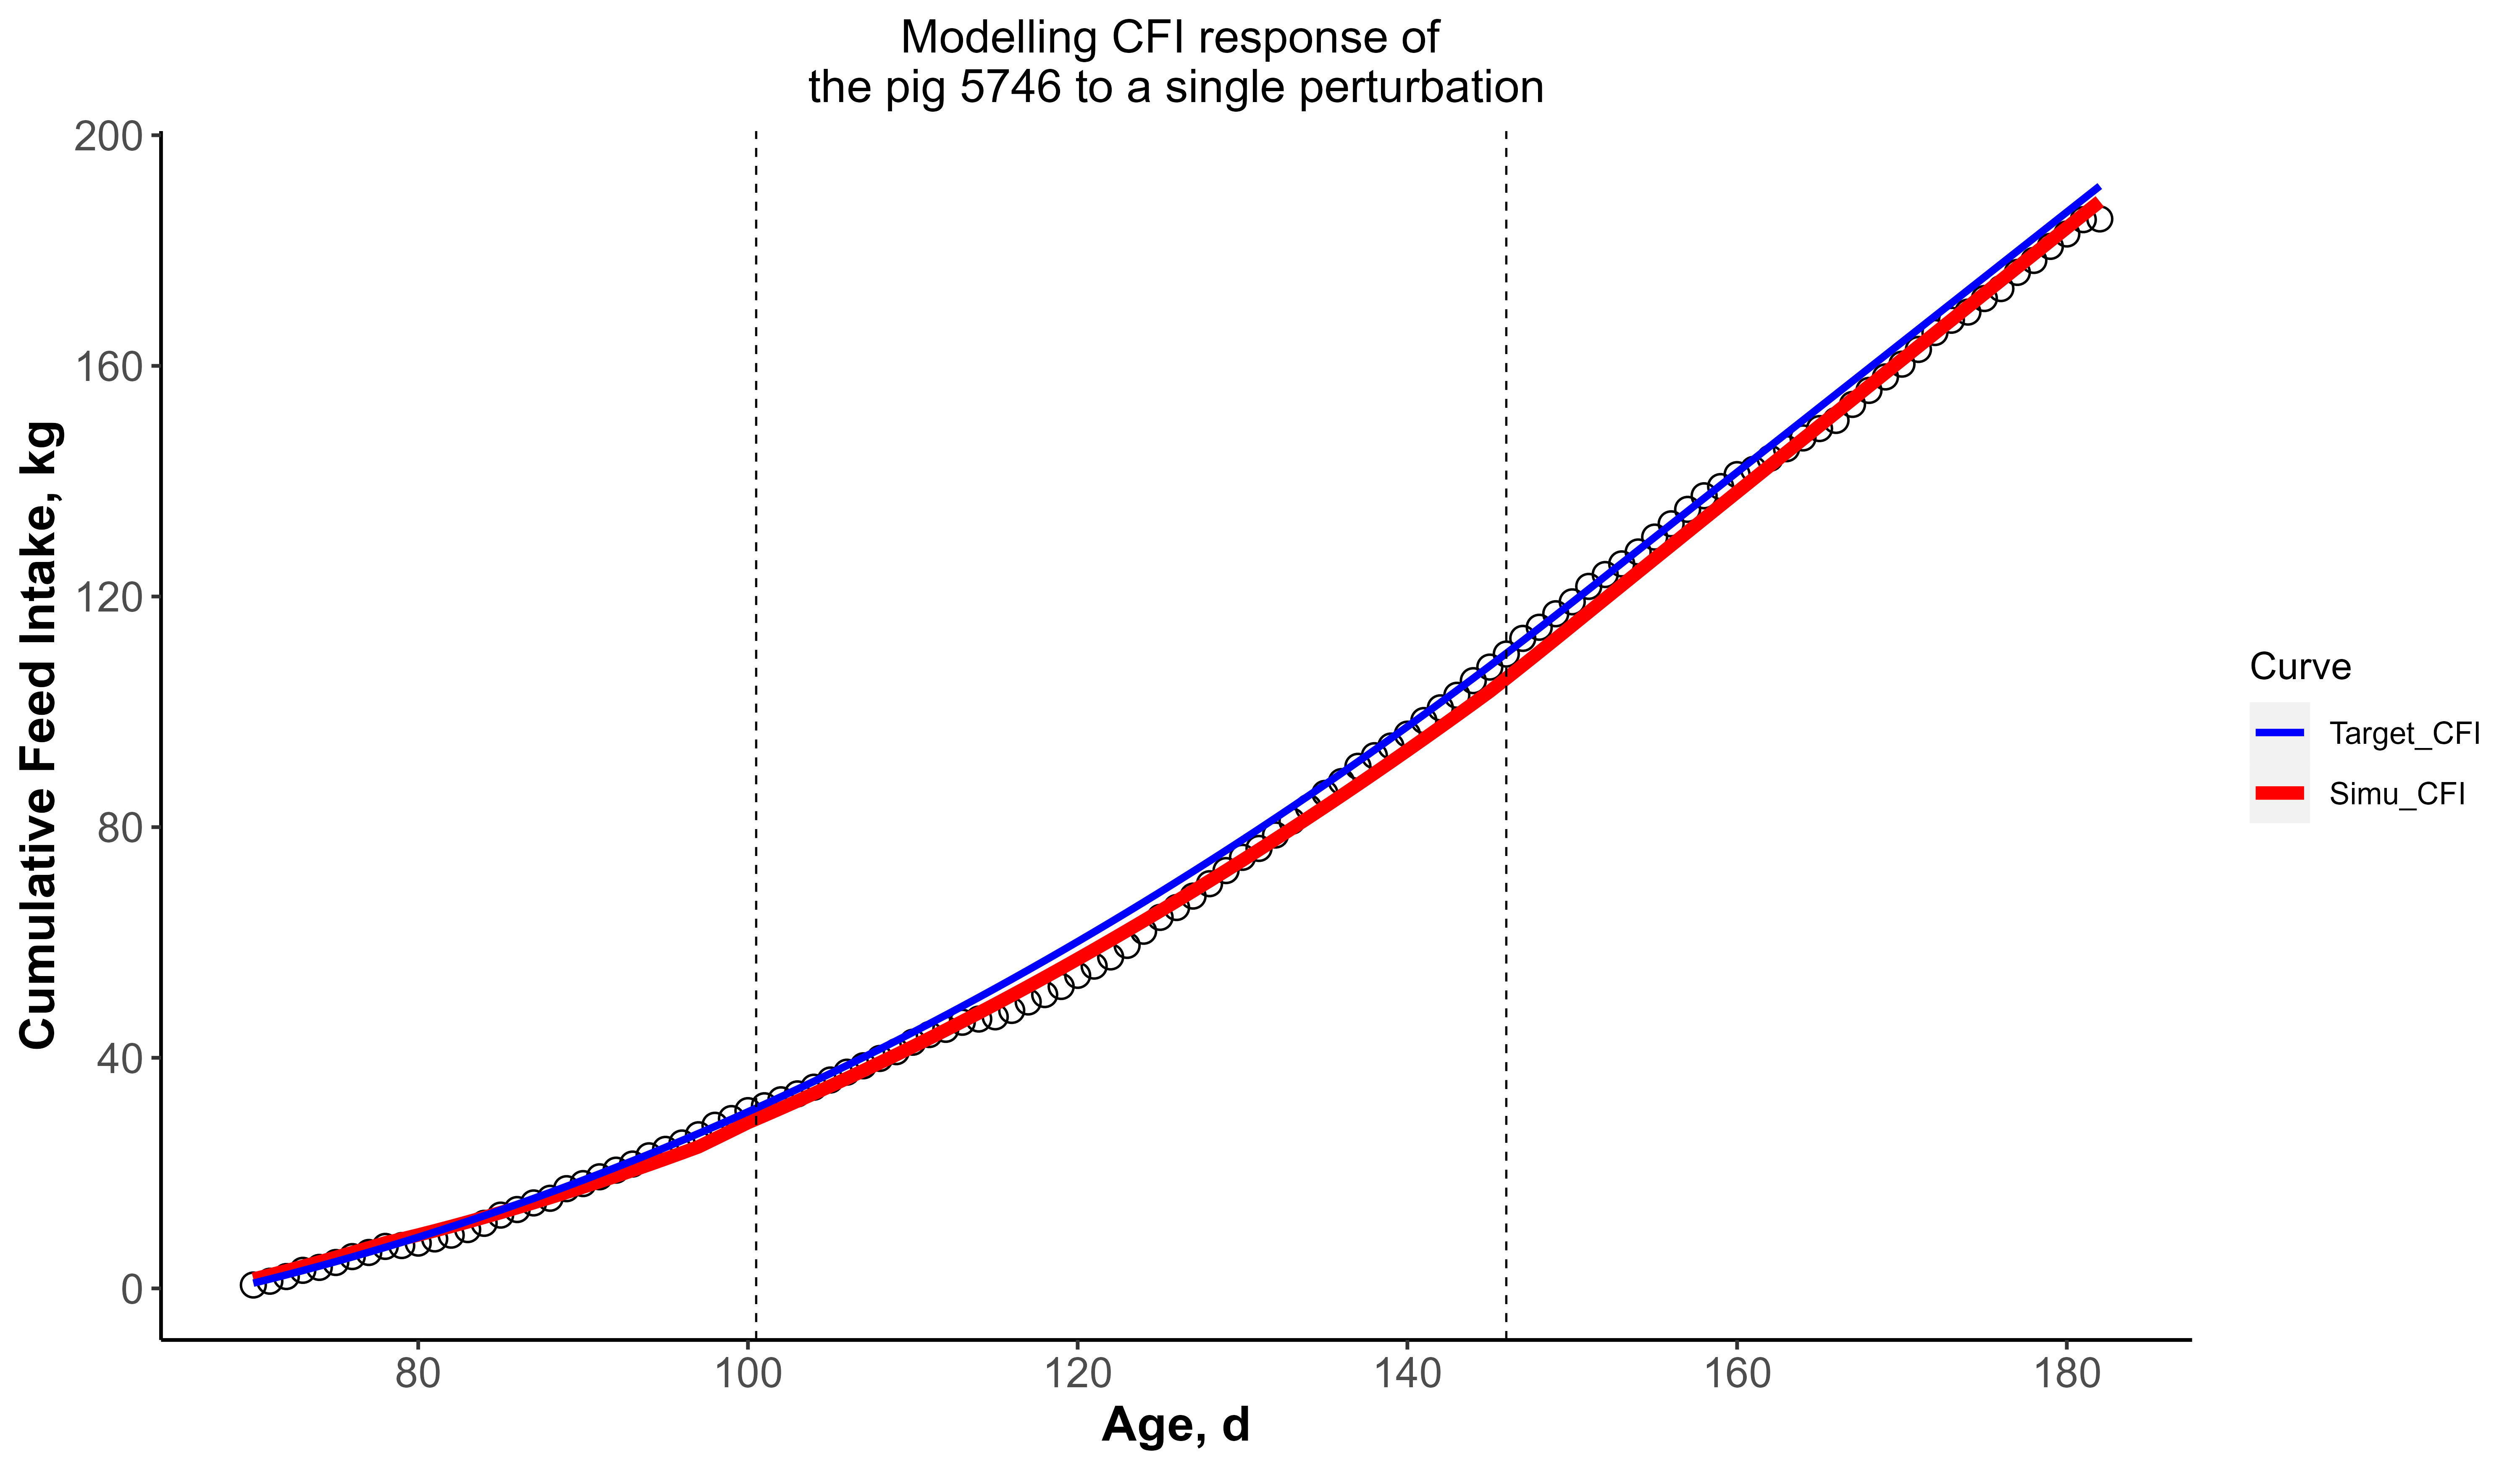 Modelling CFI response of
the pig 5746 to a single perturbation
Cumulative Feed Intake, kg
200
160
120
80
40
0
80
100
120
140
160
180
Age, d
Curve
Target_CFI
Simu_CFI